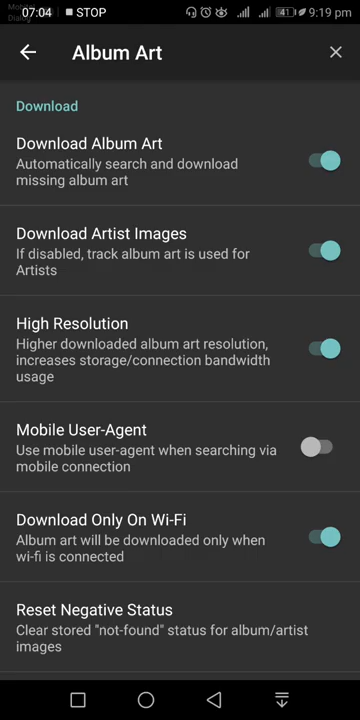 Mobitel
Dialog
07:04 STOP
41 9:19 pm
Album Art
Download
Download Album Art
Automatically search and download
missing album art
Download Artist Images
If disabled, track album art is used for
Artists
High Resolution
Higher downloaded album art resolution,
increases storage/connection bandwidth
usage
Mobile User-Agent
Use mobile user-agent when searching via
mobile connection
Download Only On Wi-Fi
Album art will be downloaded only when
wi-fi is connected
Reset Negative Status
Clear stored "not-found" status for album/artist
images